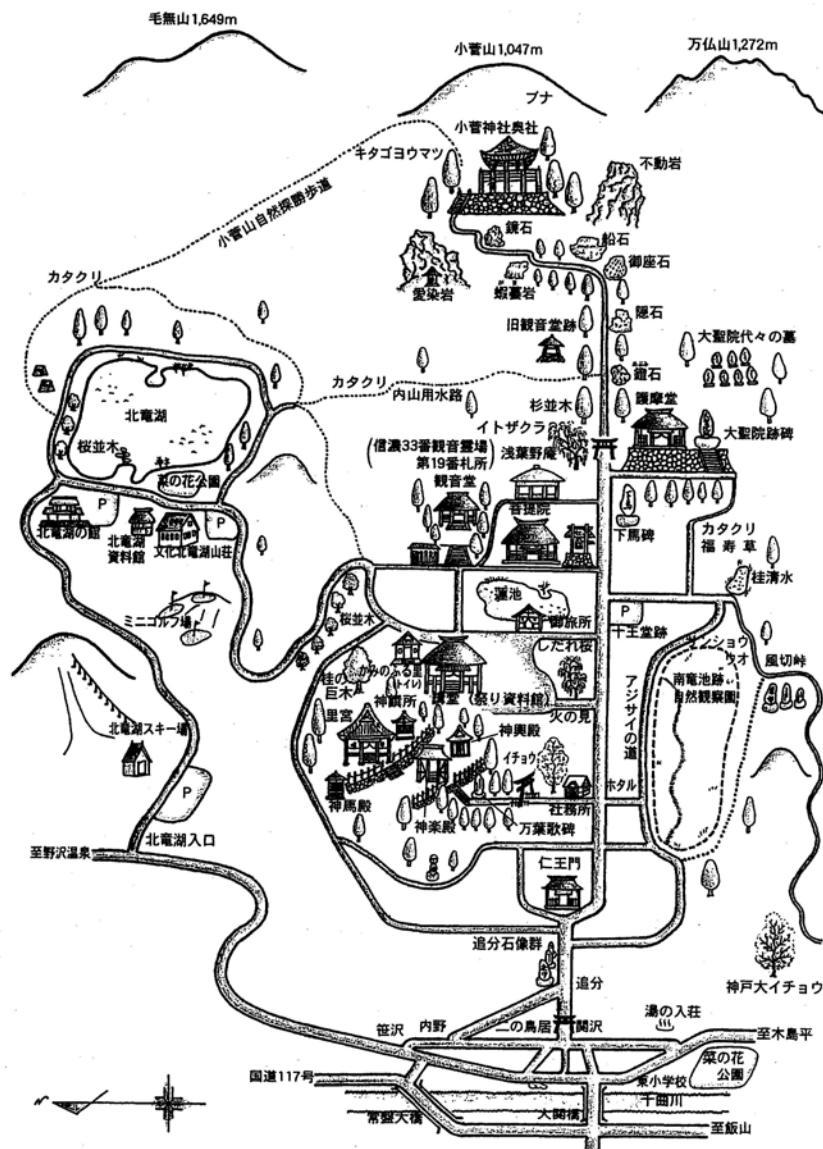 毛無山1,649m
小菅山1,047m
万仏山1,272m
ブナ
小菅神社奥社
キタゴヨウマツ
不動岩
小菅山自然探勝歩道
鏡石
船石
御座石
愛染岩
蝦蟇岩
隠石
カタクリ
旧観音堂跡
大聖院代々の墓
鐙石
カタクリ
内山用水路
杉並木
護摩堂
大聖院跡碑
イトザクラ
北竜湖
桜並木
菜の花公園
(信濃33番観音霊場
第19番札所)
観音堂
浅葉野庵
菩提院
下馬碑
カタクリ
福寿草
桂清水
P
北竜湖の館
北竜湖
資料館
文化北竜湖山荘
P
ミニゴルフ場
桜並木
蓮池
御旅所
P
十王堂跡
サンショウ
ウオ
風切峠
しだれ桜
アジサイの道
南竜池跡
自然観察園
桂の
巨木
かみのふる里
(トイレ)
講堂(祭り資料館)
神饌所
火の見
里宮
神輿殿
イチョウ
北竜湖スキー場
ホタル
社務所
神馬殿
神楽殿
万葉歌碑
P
北竜湖入口
至野沢温泉
仁王門
追分石像群
追分
神戸大イチョウ
湯の入荘
笹沢
内野
二の鳥居
関沢
至木島平
菜の花
公園
国道117号
東小学校
千曲川
常盤大橋
大関橋
至飯山
N